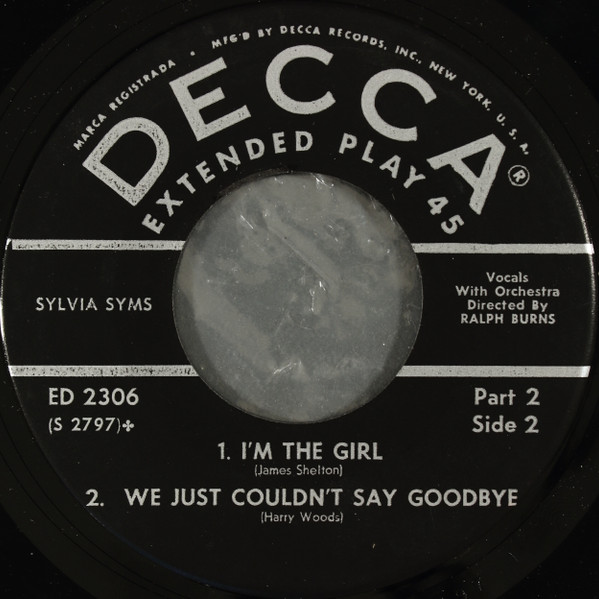 MARCA REGISTRADA • MFG'D BY DECCA RECORDS, INC., NEW YORK, U. S. A.
DECCA®
EXTENDED PLAY 45
SYLVIA SYMS
Vocals
With Orchestra
Directed By
RALPH BURNS
ED 2306
(S 2797)✤
Part 2
Side 2
1. I'M THE GIRL
(James Shelton)
2. WE JUST COULDN'T SAY GOODBYE
(Harry Woods)